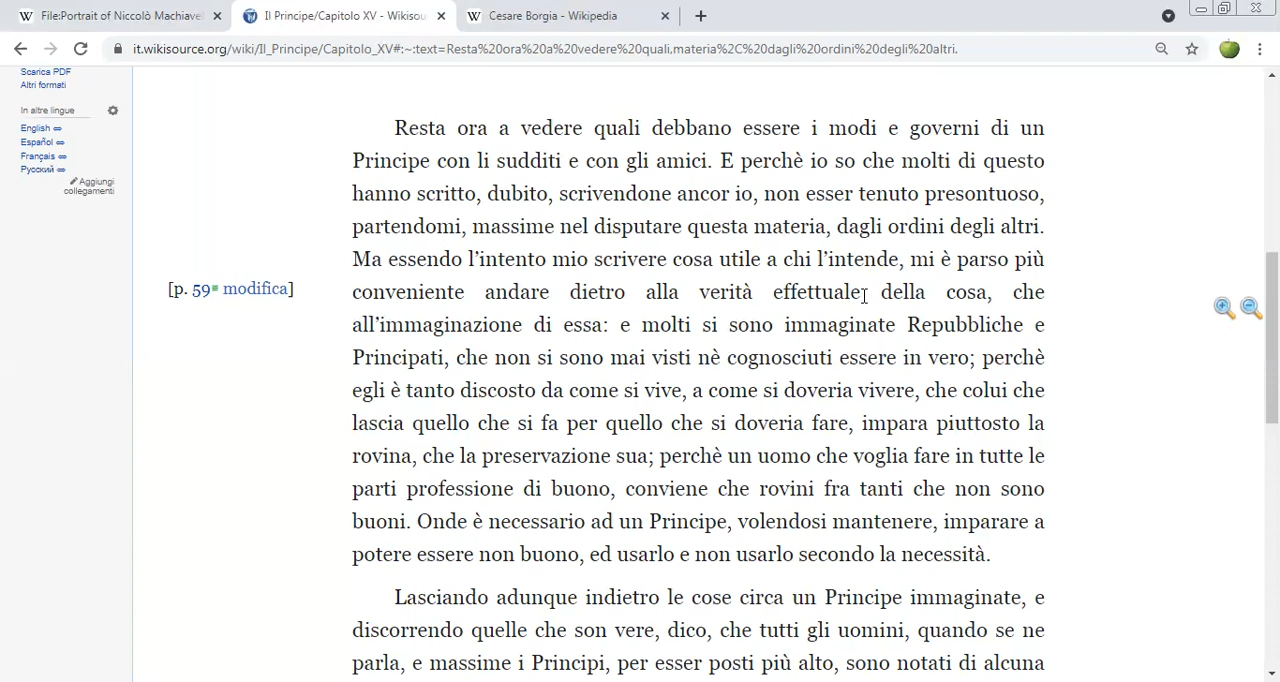 File:Portrait of Niccolò Machiavel
Il Principe/Capitolo XV - Wikisou
Cesare Borgia - Wikipedia
it.wikisource.org/wiki/Il_Principe/Capitolo_XV#:~:text=Resta%20ora%20a%20vedere%20quali,materia%2C%20dagli%20ordini%20degli%20altri.
Scarica PDF
Altri formati
In altre lingue
English
Español
Français
Русский
Aggiungi
collegamenti
[p. 59 modifica]
Resta ora a vedere quali debbano essere i modi e governi di un
Principe con li sudditi e con gli amici. E perchè io so che molti di questo
hanno scritto, dubito, scrivendone ancor io, non esser tenuto presontuoso,
partendomi, massime nel disputare questa materia, dagli ordini degli altri.
Ma essendo l’intento mio scrivere cosa utile a chi l’intende, mi è parso più
conveniente andare dietro alla verità effettuale della cosa, che
all’immaginazione di essa: e molti si sono immaginate Repubbliche e
Principati, che non si sono mai visti nè cognosciuti essere in vero; perchè
egli è tanto discosto da come si vive, a come si doveria vivere, che colui che
lascia quello che si fa per quello che si doveria fare, impara piuttosto la
rovina, che la preservazione sua; perchè un uomo che voglia fare in tutte le
parti professione di buono, conviene che rovini fra tanti che non sono
buoni. Onde è necessario ad un Principe, volendosi mantenere, imparare a
potere essere non buono, ed usarlo e non usarlo secondo la necessità.
Lasciando adunque indietro le cose circa un Principe immaginate, e
discorrendo quelle che son vere, dico, che tutti gli uomini, quando se ne
parla, e massime i Principi, per esser posti più alto, sono notati di alcuna